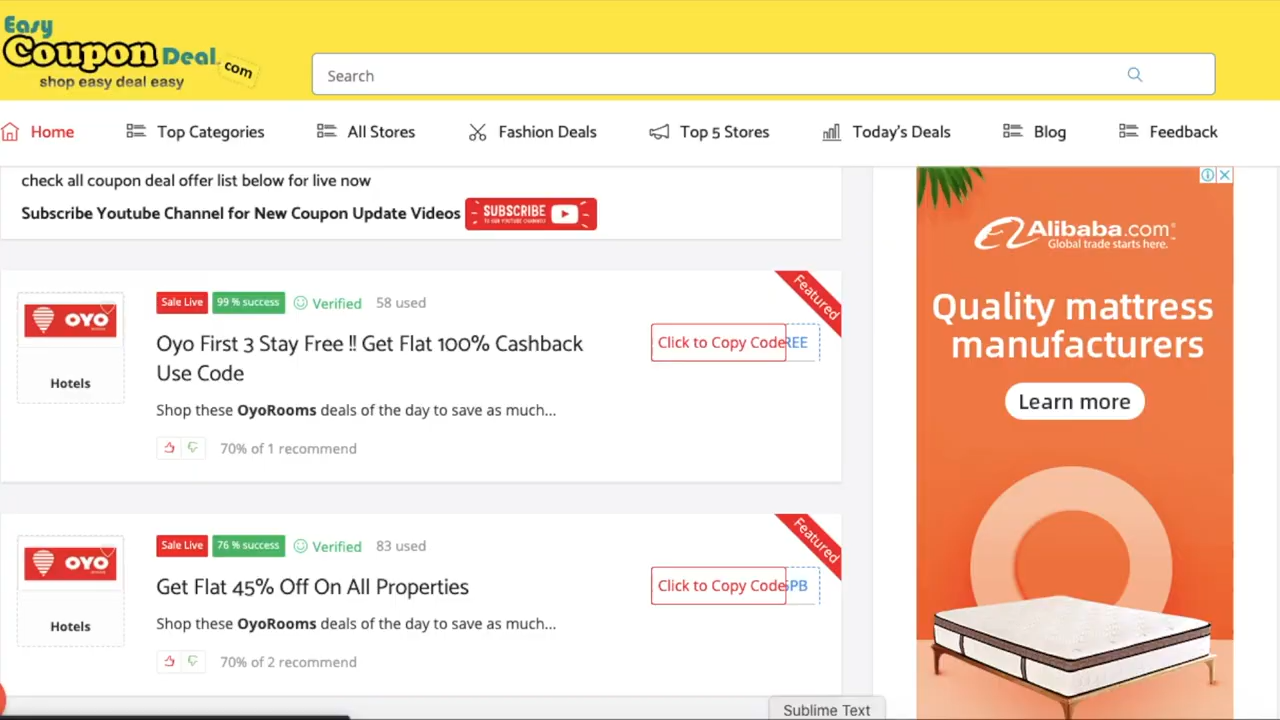 Easy
Coupon Deal.com
shop easy deal easy
Search
Home
Top Categories
All Stores
Fashion Deals
Top 5 Stores
Today's Deals
Blog
Feedback
check all coupon deal offer list below for live now
Subscribe Youtube Channel for New Coupon Update Videos
SUBSCRIBE
TO OUR YOUTUBE CHANNEL
OYO
Hotels
Sale Live
99 % success
Verified
58 used
Featured
Oyo First 3 Stay Free !! Get Flat 100% Cashback
Use Code
Click to Copy Code
REE
Shop these OyoRooms deals of the day to save as much...
70% of 1 recommend
OYO
Hotels
Sale Live
76 % success
Verified
83 used
Featured
Get Flat 45% Off On All Properties
Click to Copy Code
SPB
Shop these OyoRooms deals of the day to save as much...
70% of 2 recommend
Alibaba.com
Global trade starts here.
Quality mattress
manufacturers
Learn more
Sublime Text